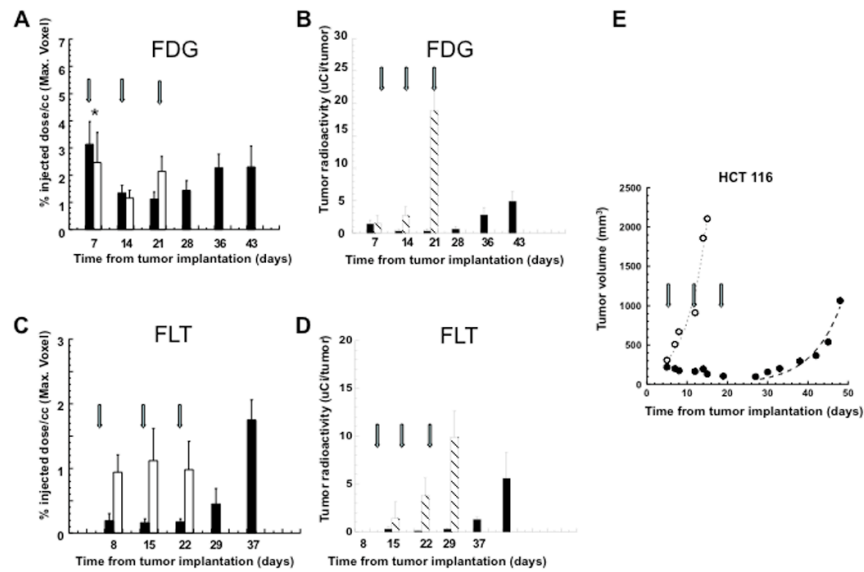 A
FDG
% injected dose/cc (Max. Voxel)
7
6
5
4
3
2
1
0
*
7 14 21 28 36 43
Time from tumor implantation (days)
B
FDG
Tumor radioactivity (uCi/tumor)
30
25
20
15
10
5
0
7 14 21 28 36 43
Time from tumor implantation (days)
C
FLT
% injected dose/cc (Max. Voxel)
3
2
1
0
8 15 22 29 37
Time from tumor implantation (days)
D
FLT
Tumor radioactivity (uCi/tumor)
20
15
10
5
0
8 15 22 29 37
Time from tumor implantation (days)
E
HCT 116
Tumor volume (mm³)
2500
2000
1500
1000
500
0
0 10 20 30 40 50
Time from tumor implantation (days)